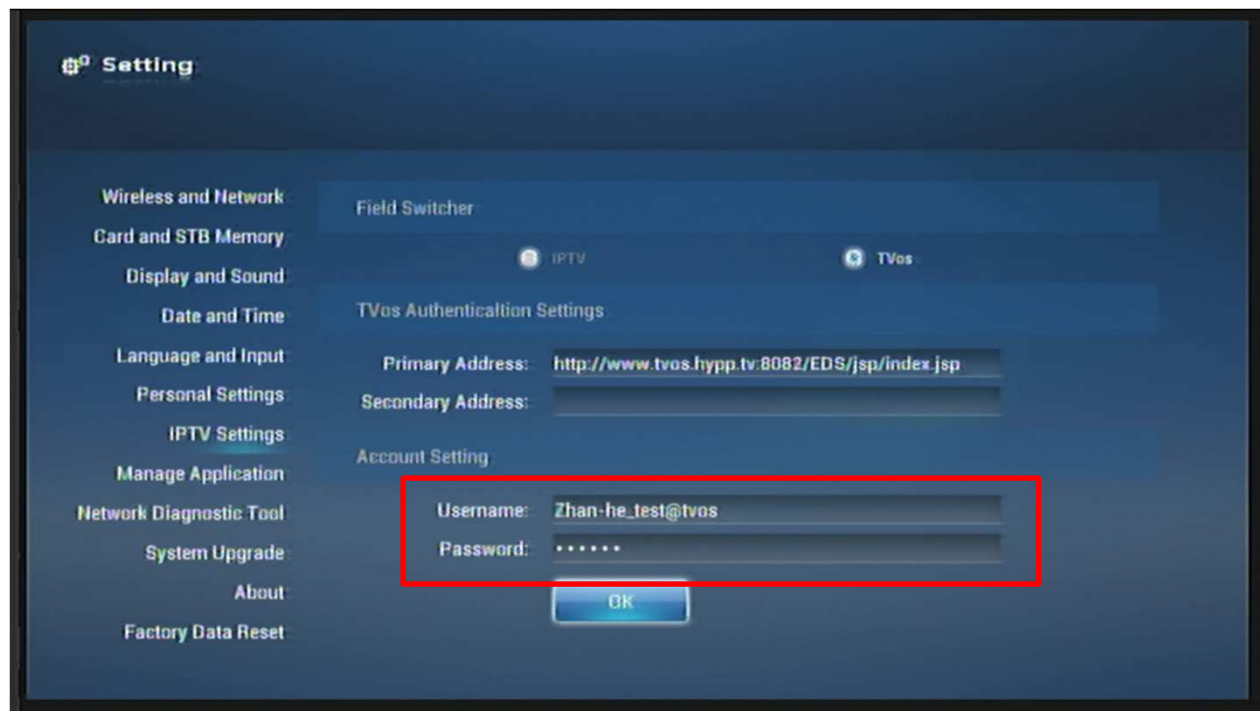 Setting
Wireless and Network
Card and STB Memory
Display and Sound
Date and Time
Language and Input
Personal Settings
IPTV Settings
Manage Application
Network Diagnostic Tool
System Upgrade
About
Factory Data Reset
Field Switcher
IPTV TVos
TVos Authenticaltion Settings
Primary Address: http://www.tvos.hypp.tv:8082/EDS/jsp/index.jsp
Secondary Address:
Account Setting
Username: Zhan-he_test@tvos
Password: ······
OK